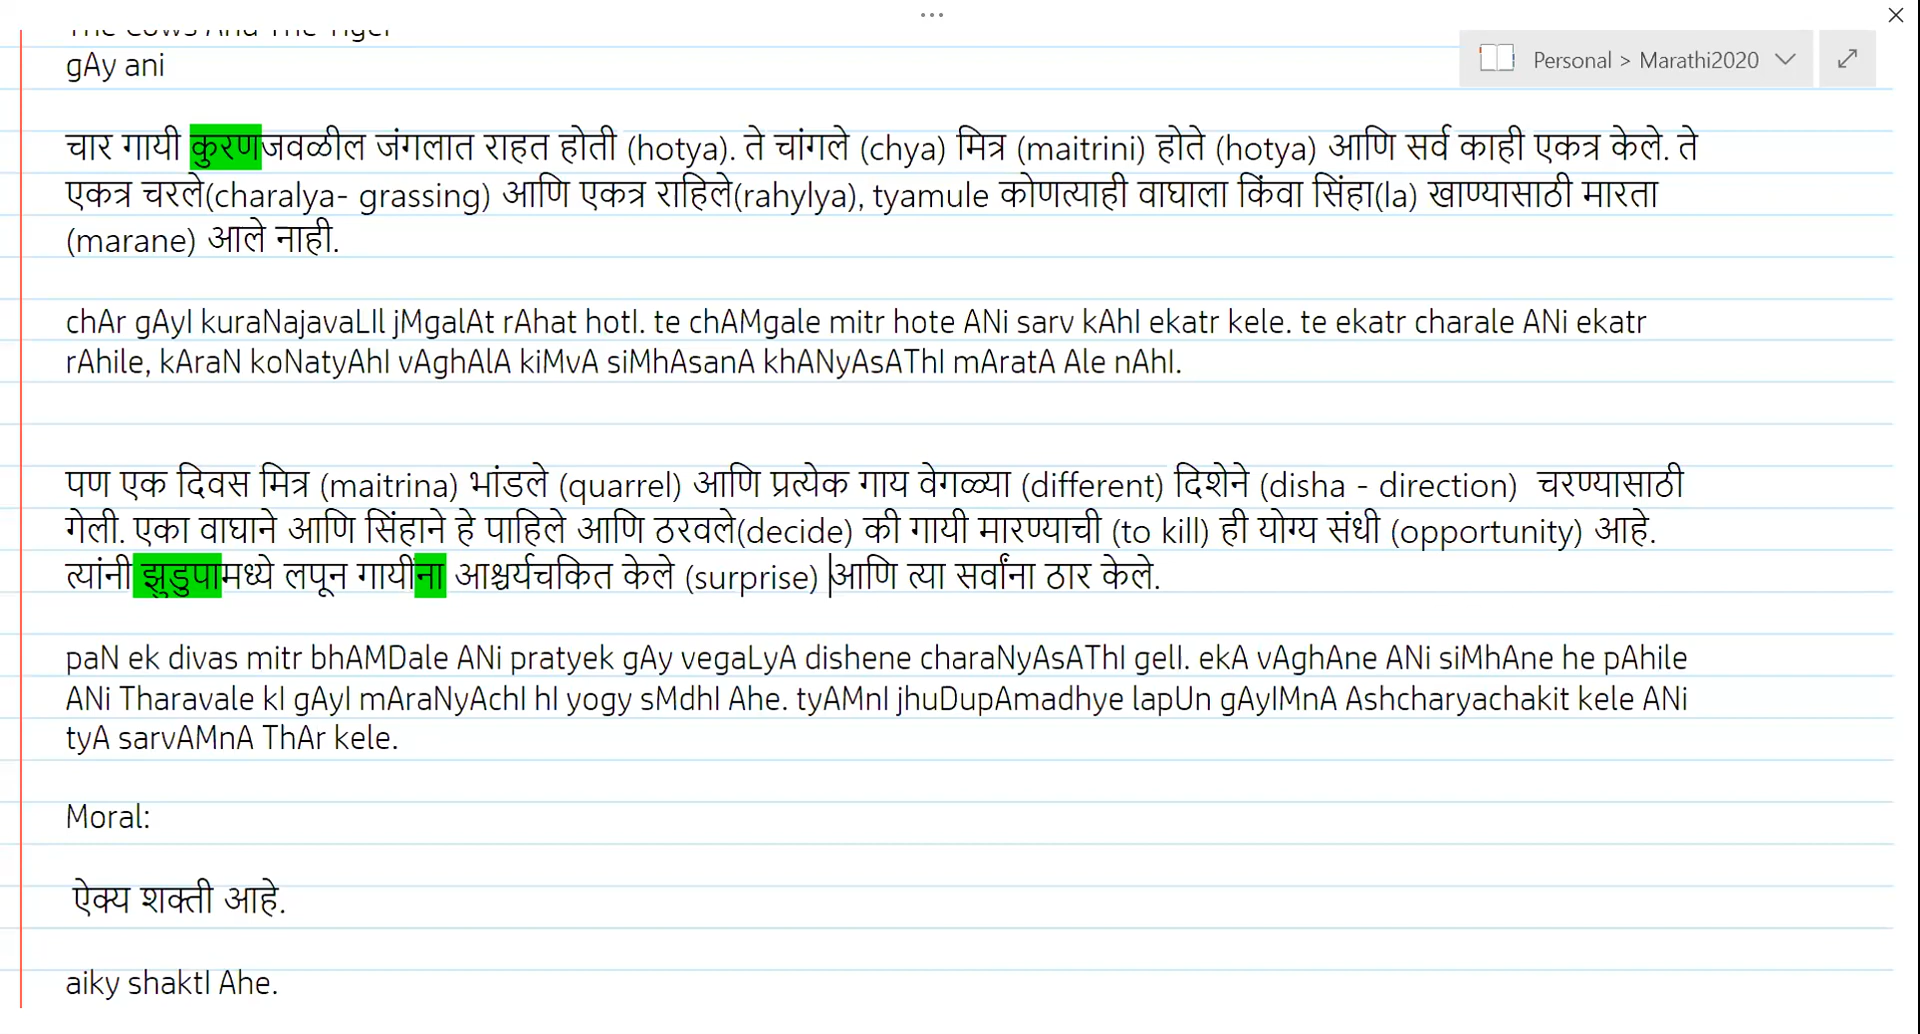 The Cows And The Tiger
gAy ani
Personal > Marathi2020
चार गायी कुरणजवळील जंगलात राहत होती (hotya). ते चांगले (chya) मित्र (maitrini) होते (hotya) आणि सर्व काही एकत्र केले. ते
एकत्र चरले(charalya- grassing) आणि एकत्र राहिले(rahylya), tyamule कोणत्याही वाघाला किंवा सिंहा(la) खाण्यासाठी मारता
(marane) आले नाही.
chAr gAyI kuraNajavaLIl jMgalAt rAhat hotI. te chAMgale mitr hote ANi sarv kAhI ekatr kele. te ekatr charale ANi ekatr
rAhile, kAraN koNatyAhI vAghAlA kiMvA siMhAsanA khANyAsAThI mAratA Ale nAhI.
पण एक दिवस मित्र (maitrina) भांडले (quarrel) आणि प्रत्येक गाय वेगळ्या (different) दिशेने (disha - direction) चरण्यासाठी
गेली. एका वाघाने आणि सिंहाने हे पाहिले आणि ठरवले(decide) की गायी मारण्याची (to kill) ही योग्य संधी (opportunity) आहे.
त्यांनी झुडुपामध्ये लपून गायींना आश्चर्यचकित केले (surprise) आणि त्या सर्वांना ठार केले.
paN ek divas mitr bhAMDale ANi pratyek gAy vegaLyA dishene charaNyAsAThI gelI. ekA vAghAne ANi siMhAne he pAhile
ANi Tharavale kI gAyI mAraNyAchI hI yogy sMdhI Ahe. tyAMnI jhuDupAmadhye lapUn gAyIMnA Ashcharyachakit kele ANi
tyA sarvAMnA ThAr kele.
Moral:
ऐक्य शक्ती आहे.
aiky shaktI Ahe.